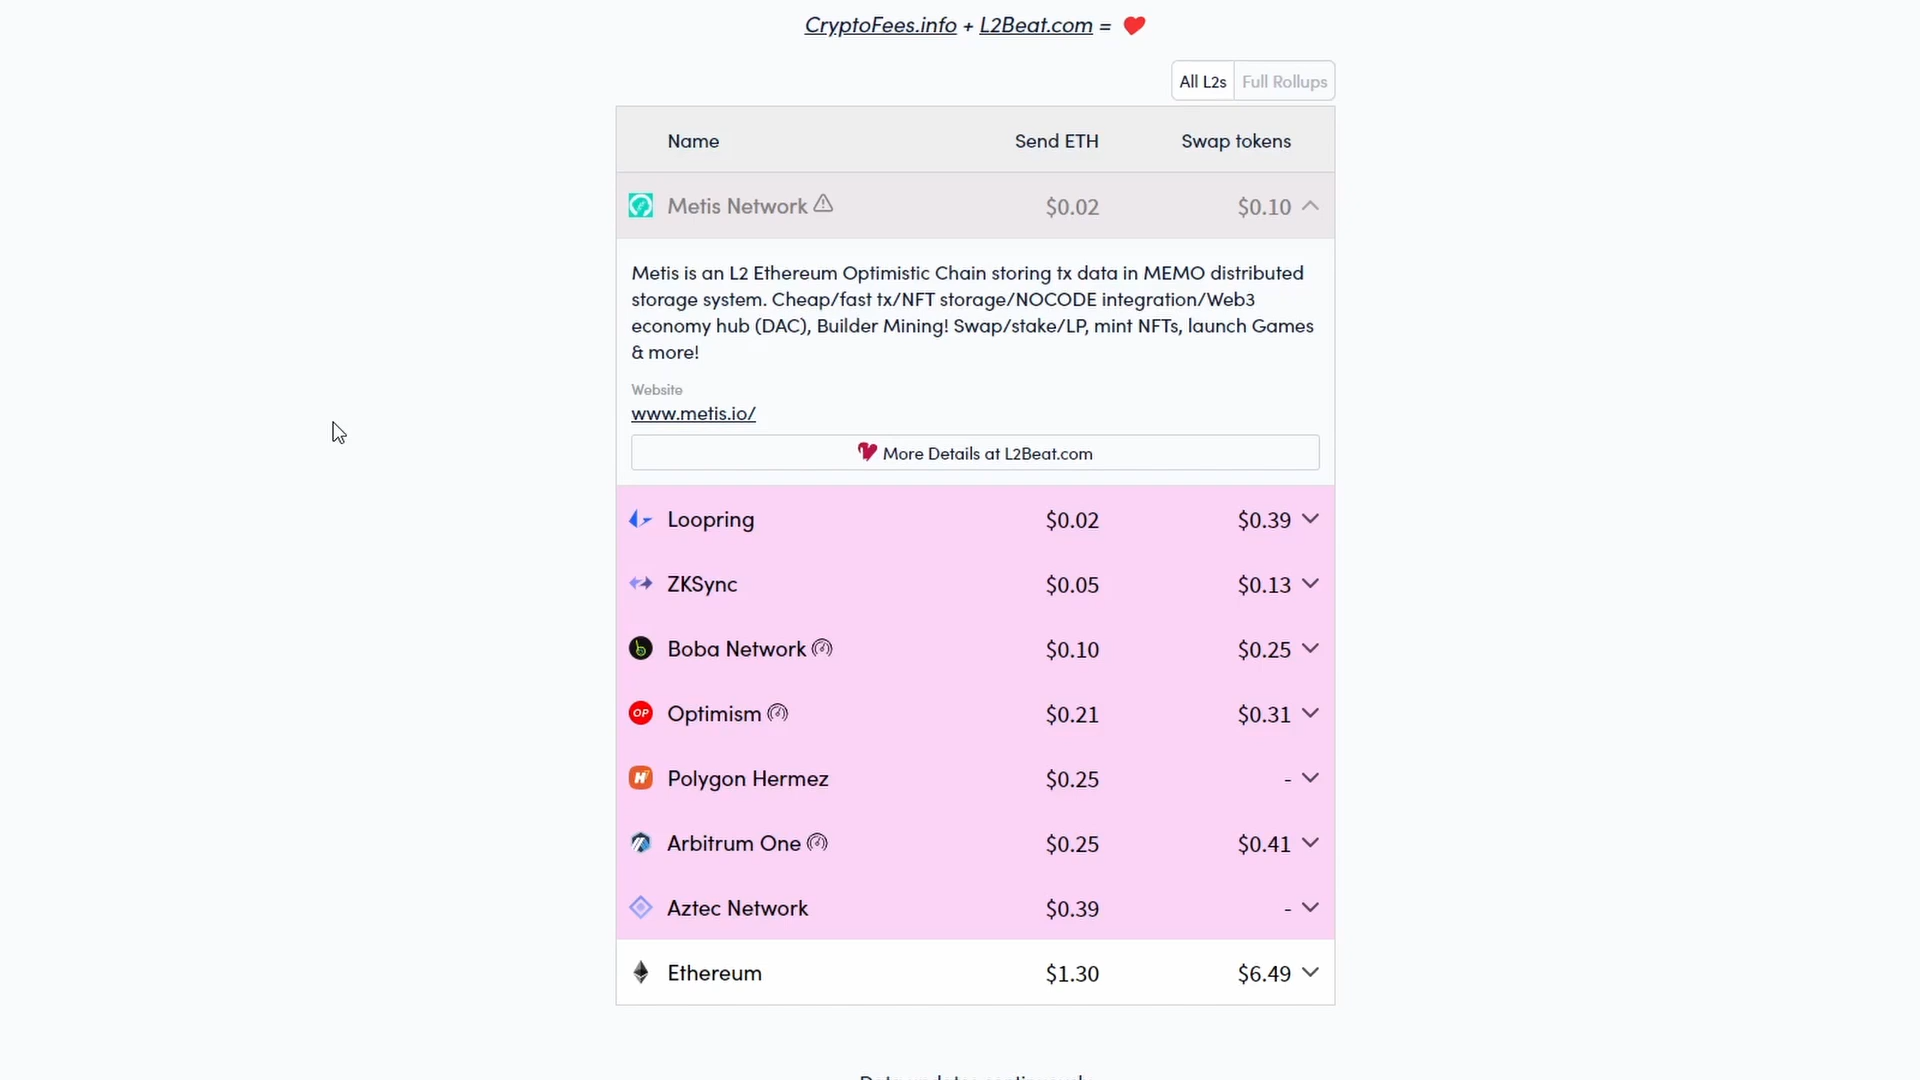 CryptoFees.info + L2Beat.com = ❤
All L2s Full Rollups
Name Send ETH Swap tokens
Metis Network $0.02 $0.10
Metis is an L2 Ethereum Optimistic Chain storing tx data in MEMO distributed
storage system. Cheap/fast tx/NFT storage/NOCODE integration/Web3
economy hub (DAC), Builder Mining! Swap/stake/LP, mint NFTs, launch Games
& more!
Website
www.metis.io/
More Details at L2Beat.com
Loopring $0.02 $0.39
ZKSync $0.05 $0.13
Boba Network $0.10 $0.25
OP Optimism $0.21 $0.31
Polygon Hermez $0.25 -
Arbitrum One $0.25 $0.41
Aztec Network $0.39 -
Ethereum $1.30 $6.49
Data updates continuously